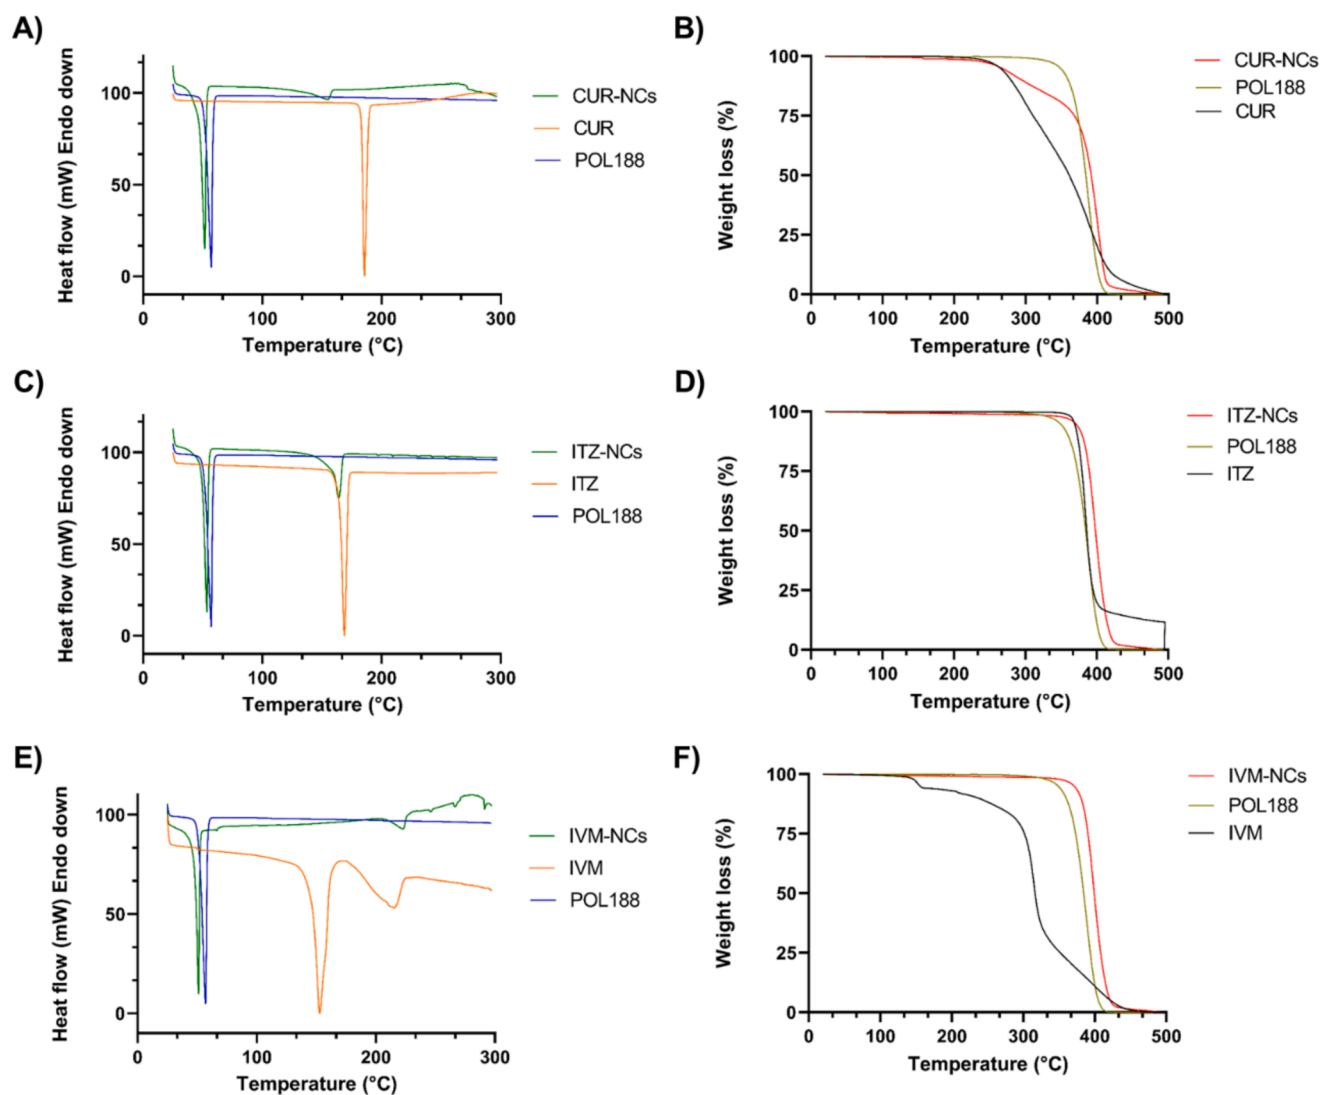 A)
Heat flow (mW) Endo down
100
50
0
0
100
200
300
Temperature (°C)
CUR-NCs
CUR
POL188
B)
Weight loss (%)
100
75
50
25
0
0
100
200
300
400
500
Temperature (°C)
CUR-NCs
POL188
CUR
C)
Heat flow (mW) Endo down
100
50
0
0
100
200
300
Temperature (°C)
ITZ-NCs
ITZ
POL188
D)
Weight loss (%)
100
75
50
25
0
0
100
200
300
400
500
Temperature (°C)
ITZ-NCs
POL188
ITZ
E)
Heat flow (mW) Endo down
100
50
0
0
100
200
300
Temperature (°C)
IVM-NCs
IVM
POL188
F)
Weight loss (%)
100
75
50
25
0
0
100
200
300
400
500
Temperature (°C)
IVM-NCs
POL188
IVM